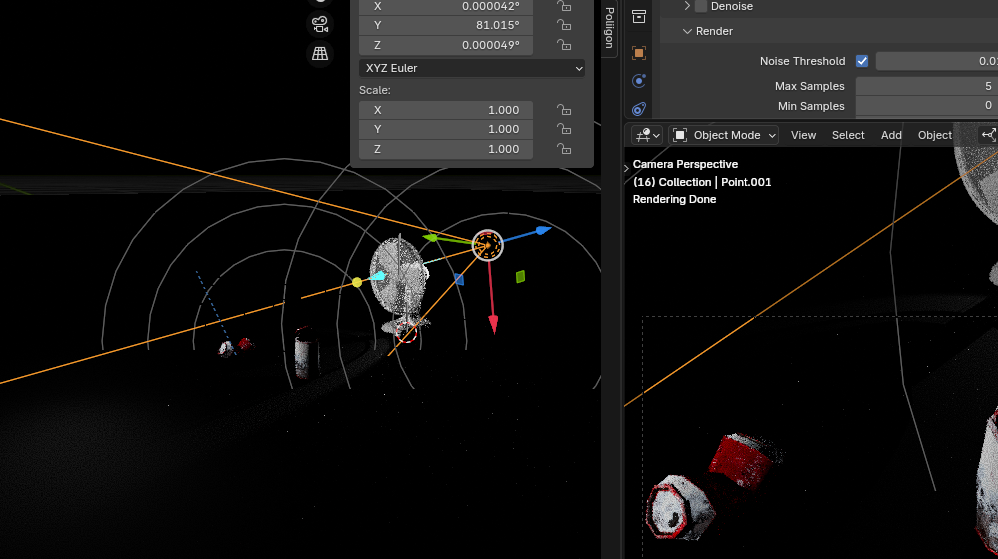 X 0.000042°
Y 81.015°
Z 0.000049°
XYZ Euler
Scale:
X 1.000
Y 1.000
Z 1.000
Poliigon
Denoise
Render
Noise Threshold 0.01
Max Samples 5
Min Samples 0
Object Mode View Select Add Object
Camera Perspective
(16) Collection | Point.001
Rendering Done